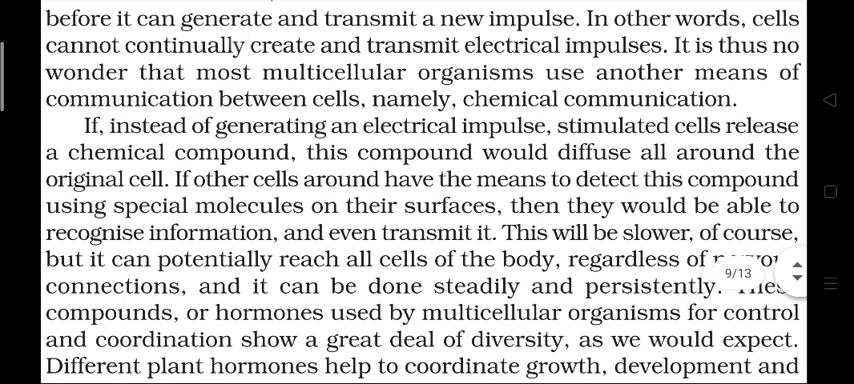 before it can generate and transmit a new impulse. In other words, cells
cannot continually create and transmit electrical impulses. It is thus no
wonder that most multicellular organisms use another means of
communication between cells, namely, chemical communication.
If, instead of generating an electrical impulse, stimulated cells release
a chemical compound, this compound would diffuse all around the
original cell. If other cells around have the means to detect this compound
using special molecules on their surfaces, then they would be able to
recognise information, and even transmit it. This will be slower, of course,
but it can potentially reach all cells of the body, regardless of
connections, and it can be done steadily and persistently.
compounds, or hormones used by multicellular organisms for control
and coordination show a great deal of diversity, as we would expect.
Different plant hormones help to coordinate growth, development and
9/13